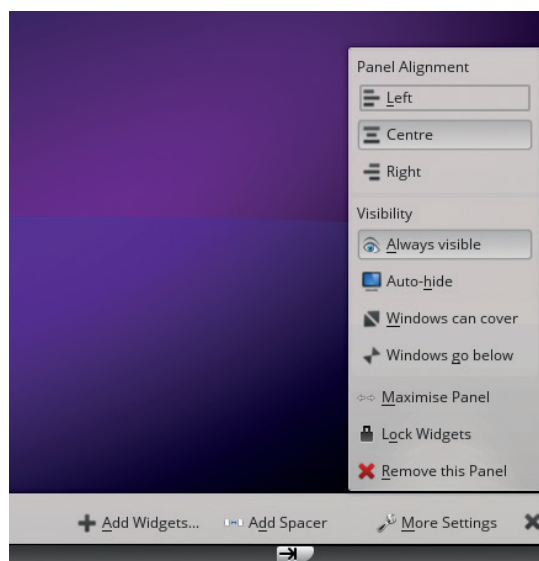 Panel Alignment
Left
Centre
Right
Visibility
Always visible
Auto-hide
Windows can cover
Windows go below
Maximise Panel
Lock Widgets
Remove this Panel
Add Widgets...
Add Spacer
More Settings